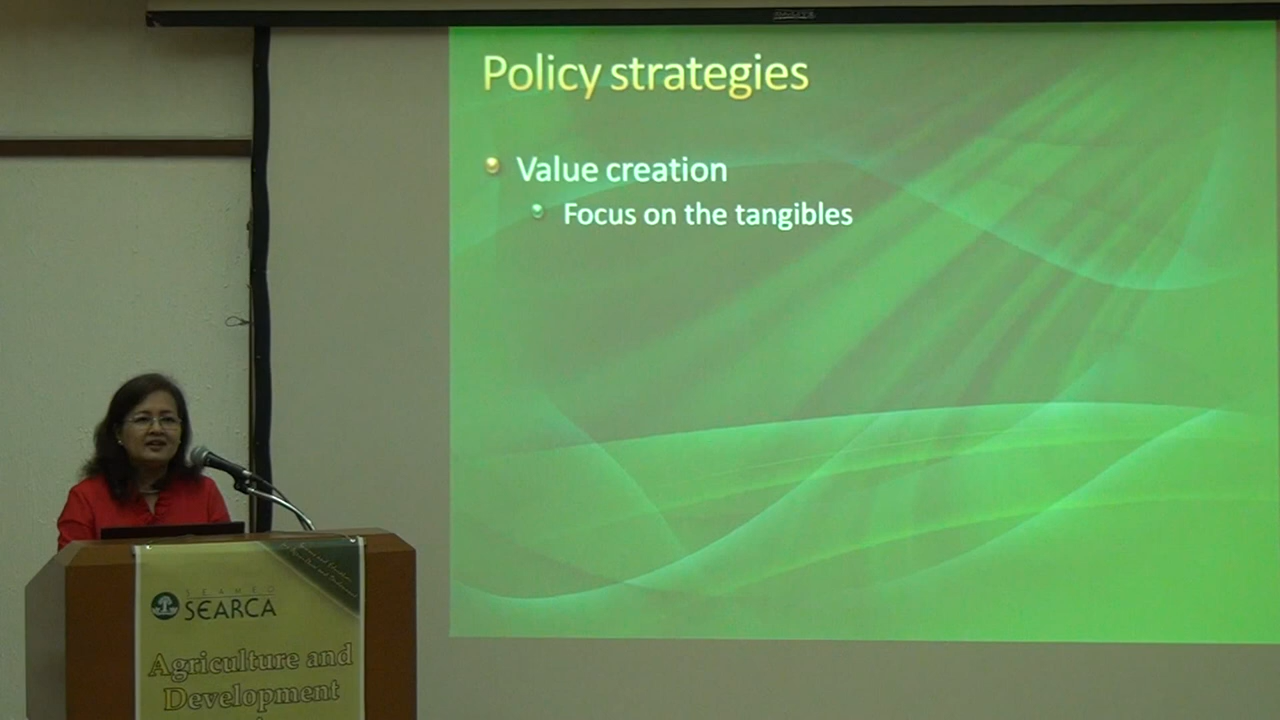 Policy strategies
Value creation
Focus on the tangibles
SEAMEO
SEARCA
Agriculture and
Development